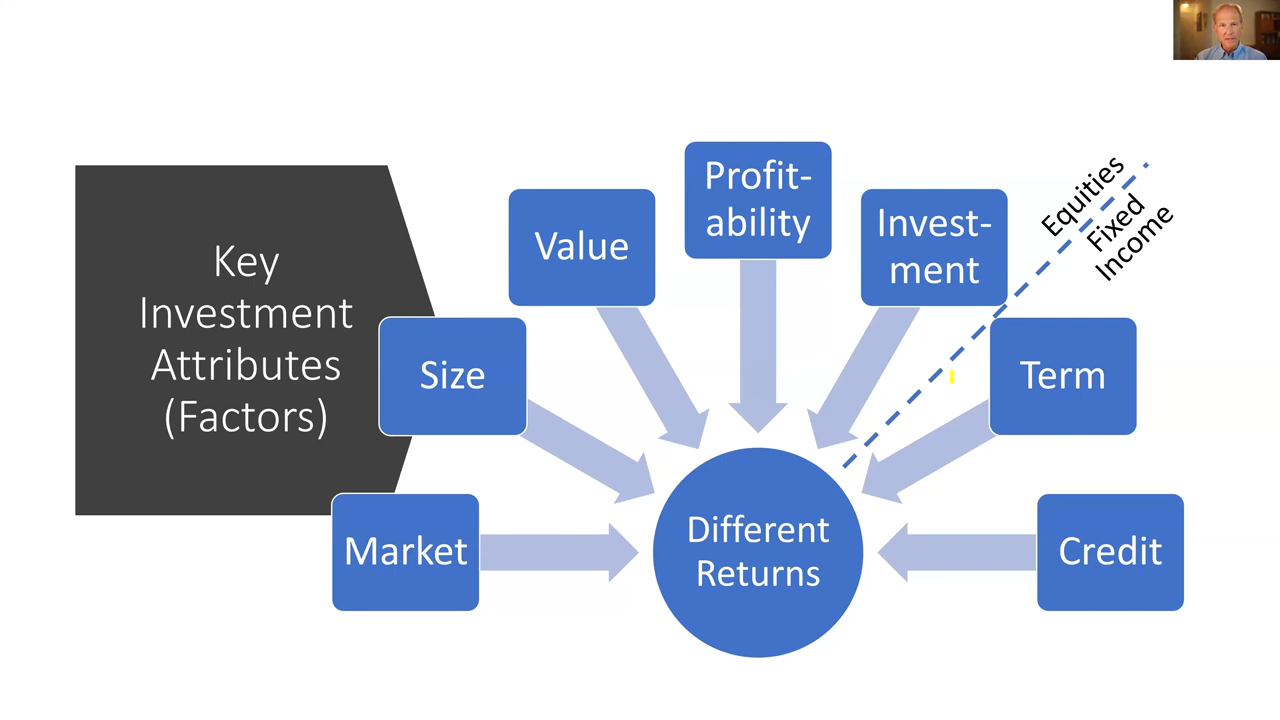 Key
Investment
Attributes
(Factors)
Market
Size
Value
Profit-
ability
Invest-
ment
Equities
Fixed
Income
Term
Credit
Different
Returns